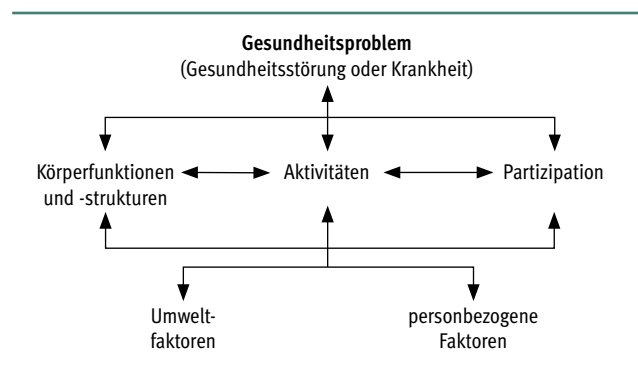 Gesundheitsproblem
(Gesundheitsstörung oder Krankheit)
Körperfunktionen
und -strukturen
Aktivitäten
Partizipation
Umwelt-
faktoren
personbezogene
Faktoren